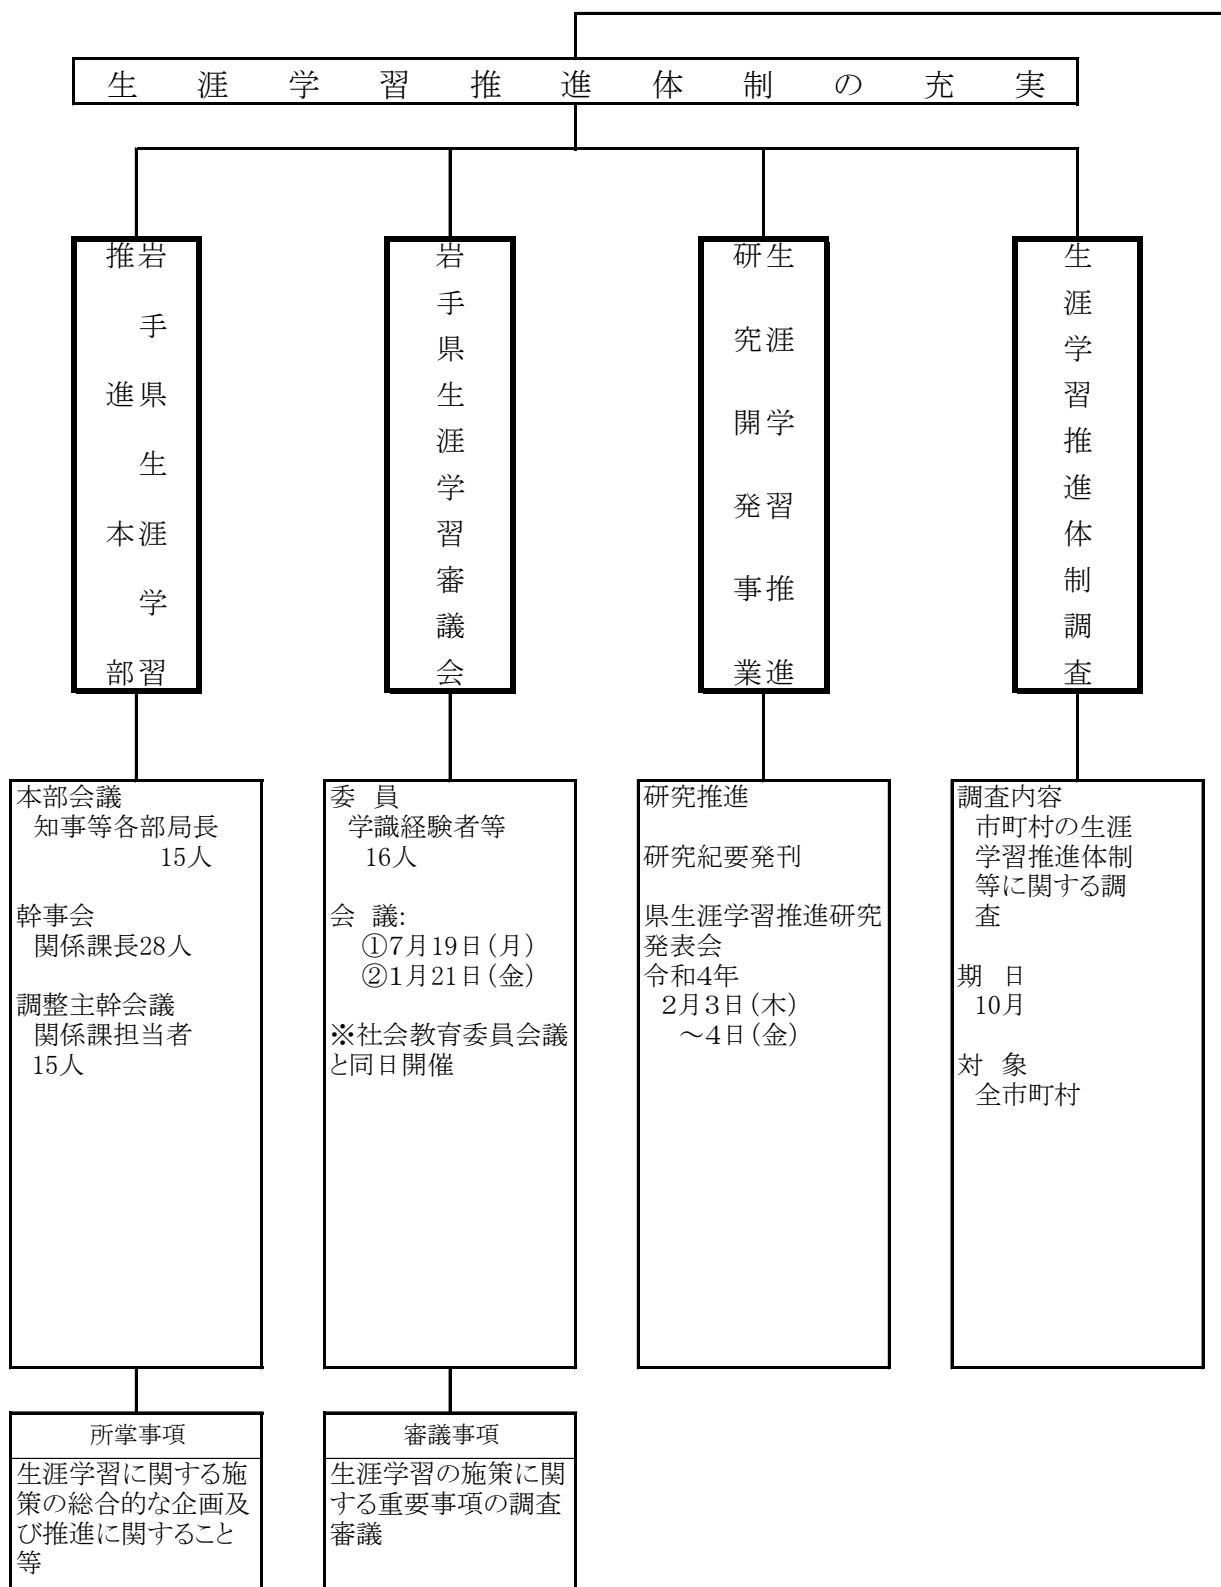 生涯学習推進体制の充実
岩手県生涯学習
推進本部
岩手県生涯学習審議会
生涯学習推進
研究開発事業
生涯学習推進体制調査
本部会議
知事等各部局長
15人
幹事会
関係課長28人
調整主幹会議
関係課担当者
15人
委 員
学識経験者等
16人
会 議:
①7月19日(月)
②1月21日(金)
※社会教育委員会議
と同日開催
研究推進
研究紀要発刊
県生涯学習推進研究
発表会
令和4年
2月3日(木)
~4日(金)
調査内容
市町村の生涯
学習推進体制
等に関する調
査
期 日
10月
対 象
全市町村
所掌事項
生涯学習に関する施
策の総合的な企画及
び推進に関すること
等
審議事項
生涯学習の施策に関
する重要事項の調査
審議